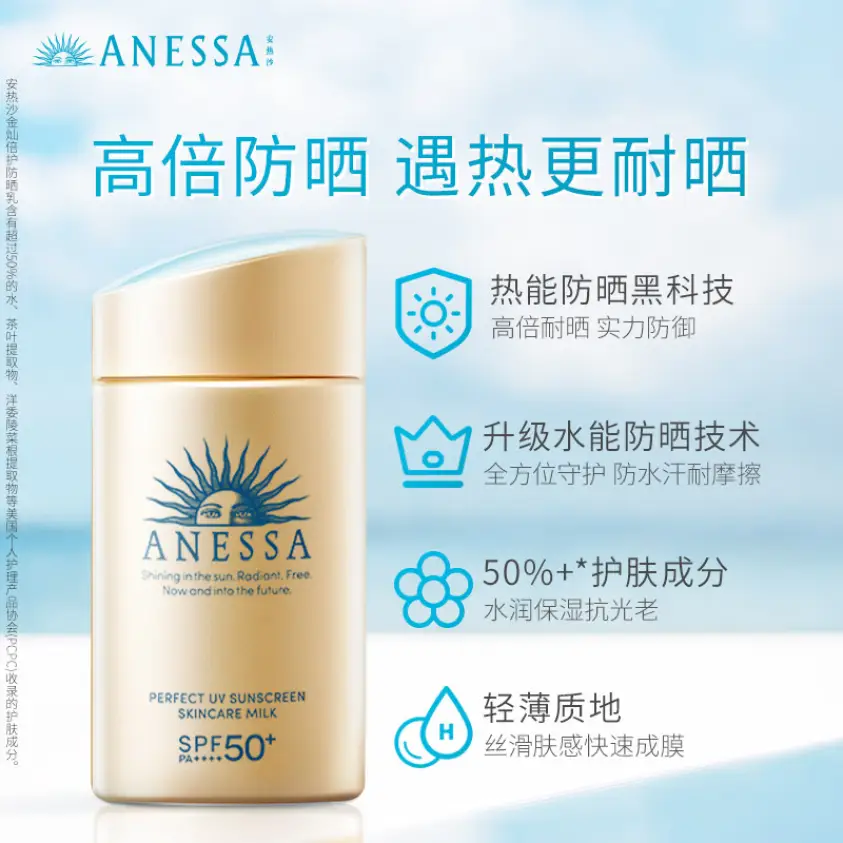 ANESSA
安热沙
安热沙金灿倍护防晒乳含有超过50%的水、茶叶提取物、洋委陵菜根提取物等美国个人护理产品协会(PCPC)收录的护肤成分。
高倍防晒 遇热更耐晒
热能防晒黑科技
高倍耐晒 实力防御
升级水能防晒技术
全方位守护 防水汗耐摩擦
50%+*护肤成分
水润保湿抗光老
轻薄质地
丝滑肤感快速成膜
H
ANESSA
Shining in the sun. Radiant. Free.
Now and into the future.
PERFECT UV SUNSCREEN
SKINCARE MILK
SPF50+
PA++++